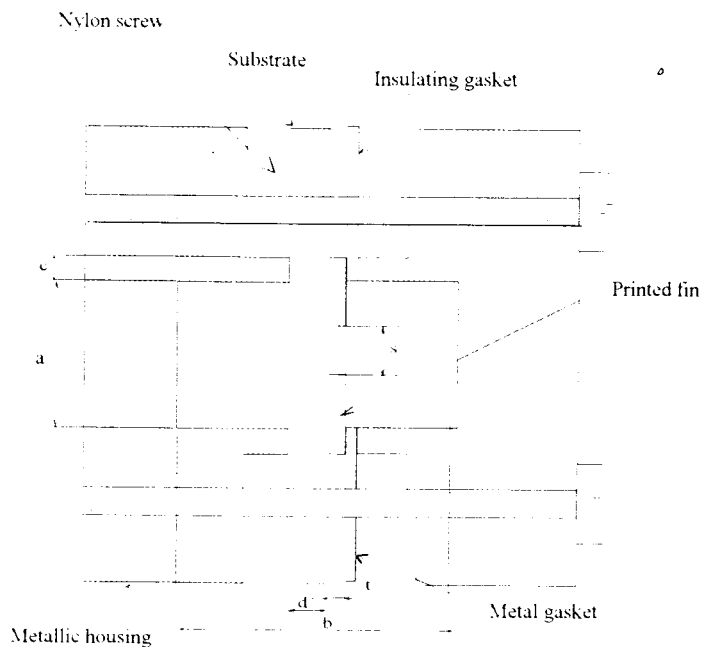 Nylon screw
Substrate
Insulating gasket
c
Printed fin
s
a
t
d
b
Metal gasket
Metallic housing